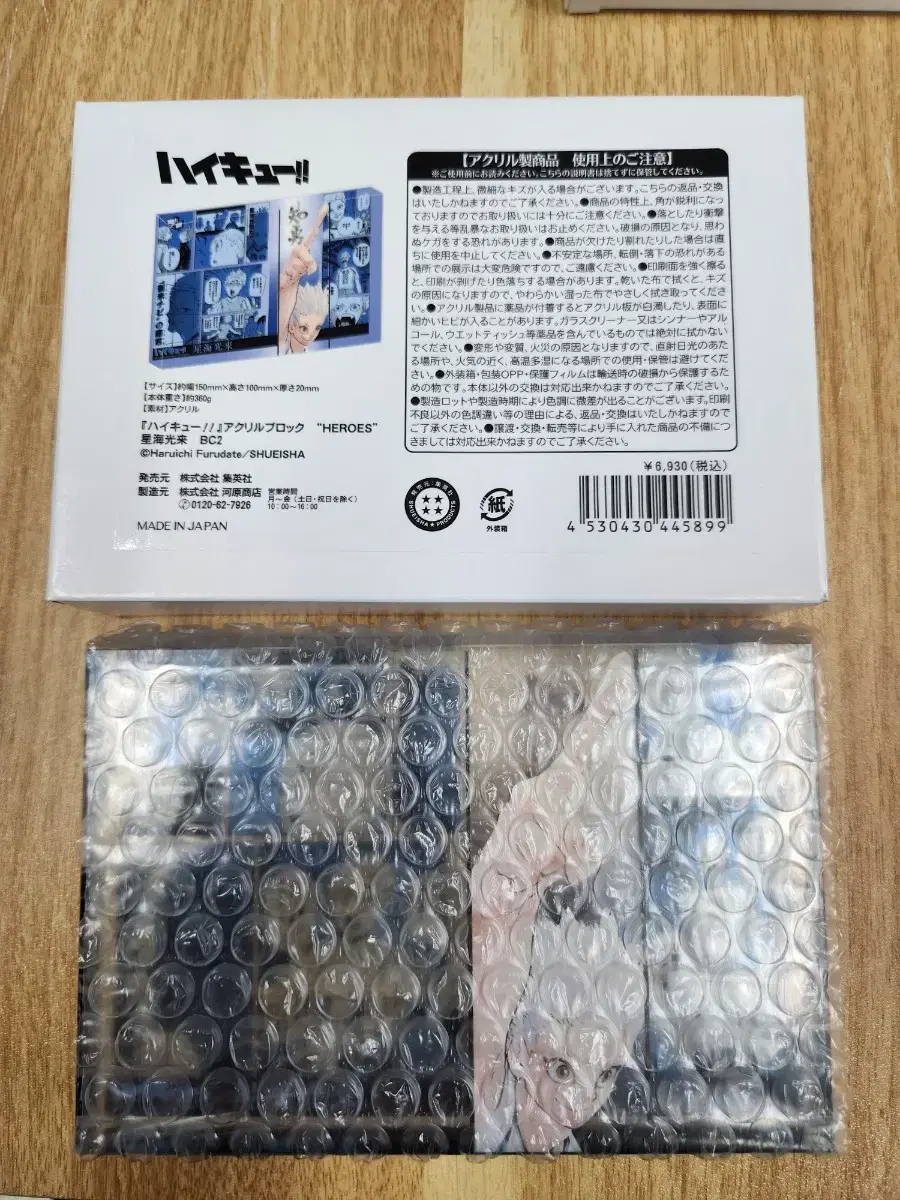 ハイキュー!!
星海光来
【サイズ】約幅150mm×高さ100mm×厚さ20mm
【本体重さ】約360g
【素材】アクリル
『ハイキュー!!』アクリルブロック “HEROES”
星海光来 BC2
©Haruichi Furudate/SHUEISHA
発売元 株式会社 集英社
製造元 株式会社 河原商店 営業時間
✆0120-62-7926 月~金(土日・祝日を除く)
10:00~16:00
MADE IN JAPAN
【アクリル製商品 使用上のご注意】
※ご使用前にお読みください。こちらの説明書は捨てずに保管してください。
●製造工程上、微細なキズが入る場合がございます。こちらの返品・交換
はいたしかねますのでご了承ください。●商品の特性上、角が鋭利になっ
ておりますのでお取り扱いには十分にご注意ください。●落としたり衝撃
を与える等乱暴なお取り扱いはお止めください。破損の原因となり、思わ
ぬケガをする恐れがあります。●商品が欠けたり割れたりした場合は直
ちに使用を中止してください。●不安定な場所、転倒・落下の恐れがある
場所での展示は大変危険ですので、ご遠慮ください。●印刷面を強く擦る
と、印刷が剥げたり色落ちする場合があります。乾いた布で拭くと、キズ
の原因になりますので、やわらかい湿った布でやさしく拭き取ってくださ
い。●アクリル製品に薬品が付着するとアクリル板が白濁したり、表面に
細かいヒビが入ることがあります。ガラスクリーナー又はシンナーやアル
コール、ウエットティッシュ等薬品を含んでいるものでは絶対に拭かない
でください。●変形や変質、火災の原因となりますので、直射日光のあた
る場所や、火気の近く、高温多湿になる場所での使用・保管は避けてくだ
さい。●外装箱・包装OPP・保護フィルムは輸送時の破損から保護するた
めの物です。本体以外の交換は対応出来かねますのでご了承ください。
●製造ロットや製造時期により色調に微差が出ることがございます。印刷
不良以外の色調違い等の理由による、返品・交換はいたしかねますので
ご了承ください。●譲渡・交換・転売等により手に入れた商品の不備につ
きましては対応出来かねますのでご了承ください。
¥6,930(税込)
発売元:集英社
SHUEISHA PRODUCTS
紙
外装箱
4 530430 445899